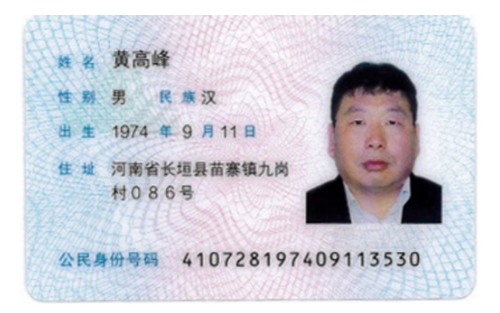 姓名 黄高峰
性别 男 民族 汉
出生 1974 年 9 月 11 日
住址 河南省长垣县苗寨镇九岗
村０８６号
公民身份号码 410728197409113530